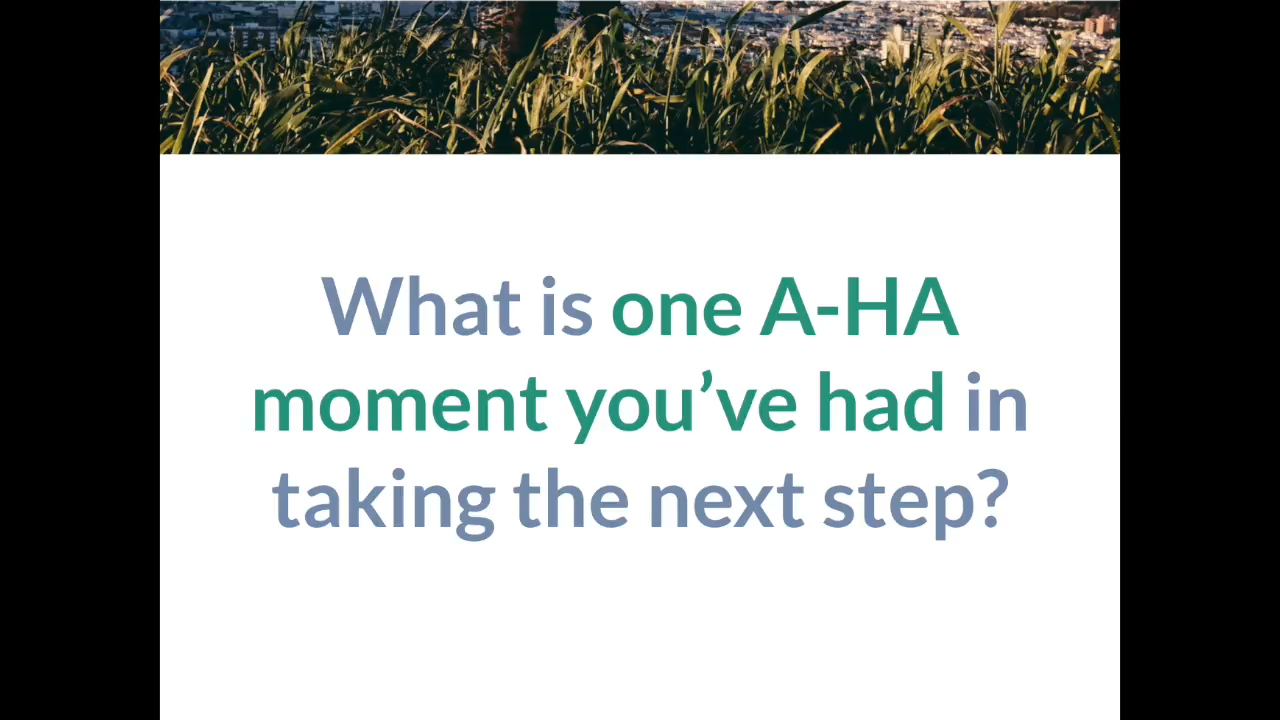 What is one A-HA
moment you’ve had in
taking the next step?